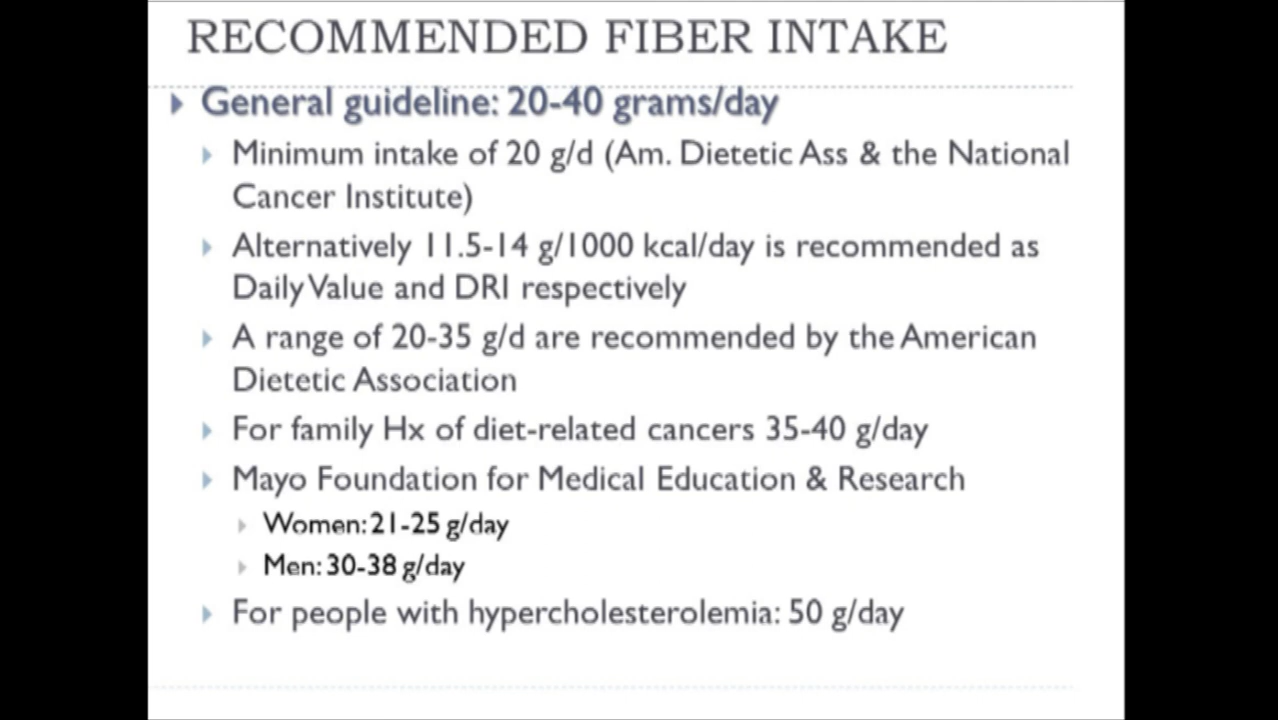 RECOMMENDED FIBER INTAKE
General guideline: 20-40 grams/day
Minimum intake of 20 g/d (Am. Dietetic Ass & the National
Cancer Institute)
Alternatively 11.5-14 g/1000 kcal/day is recommended as
Daily Value and DRI respectively
A range of 20-35 g/d are recommended by the American
Dietetic Association
For family Hx of diet-related cancers 35-40 g/day
Mayo Foundation for Medical Education & Research
Women: 21-25 g/day
Men: 30-38 g/day
For people with hypercholesterolemia: 50 g/day